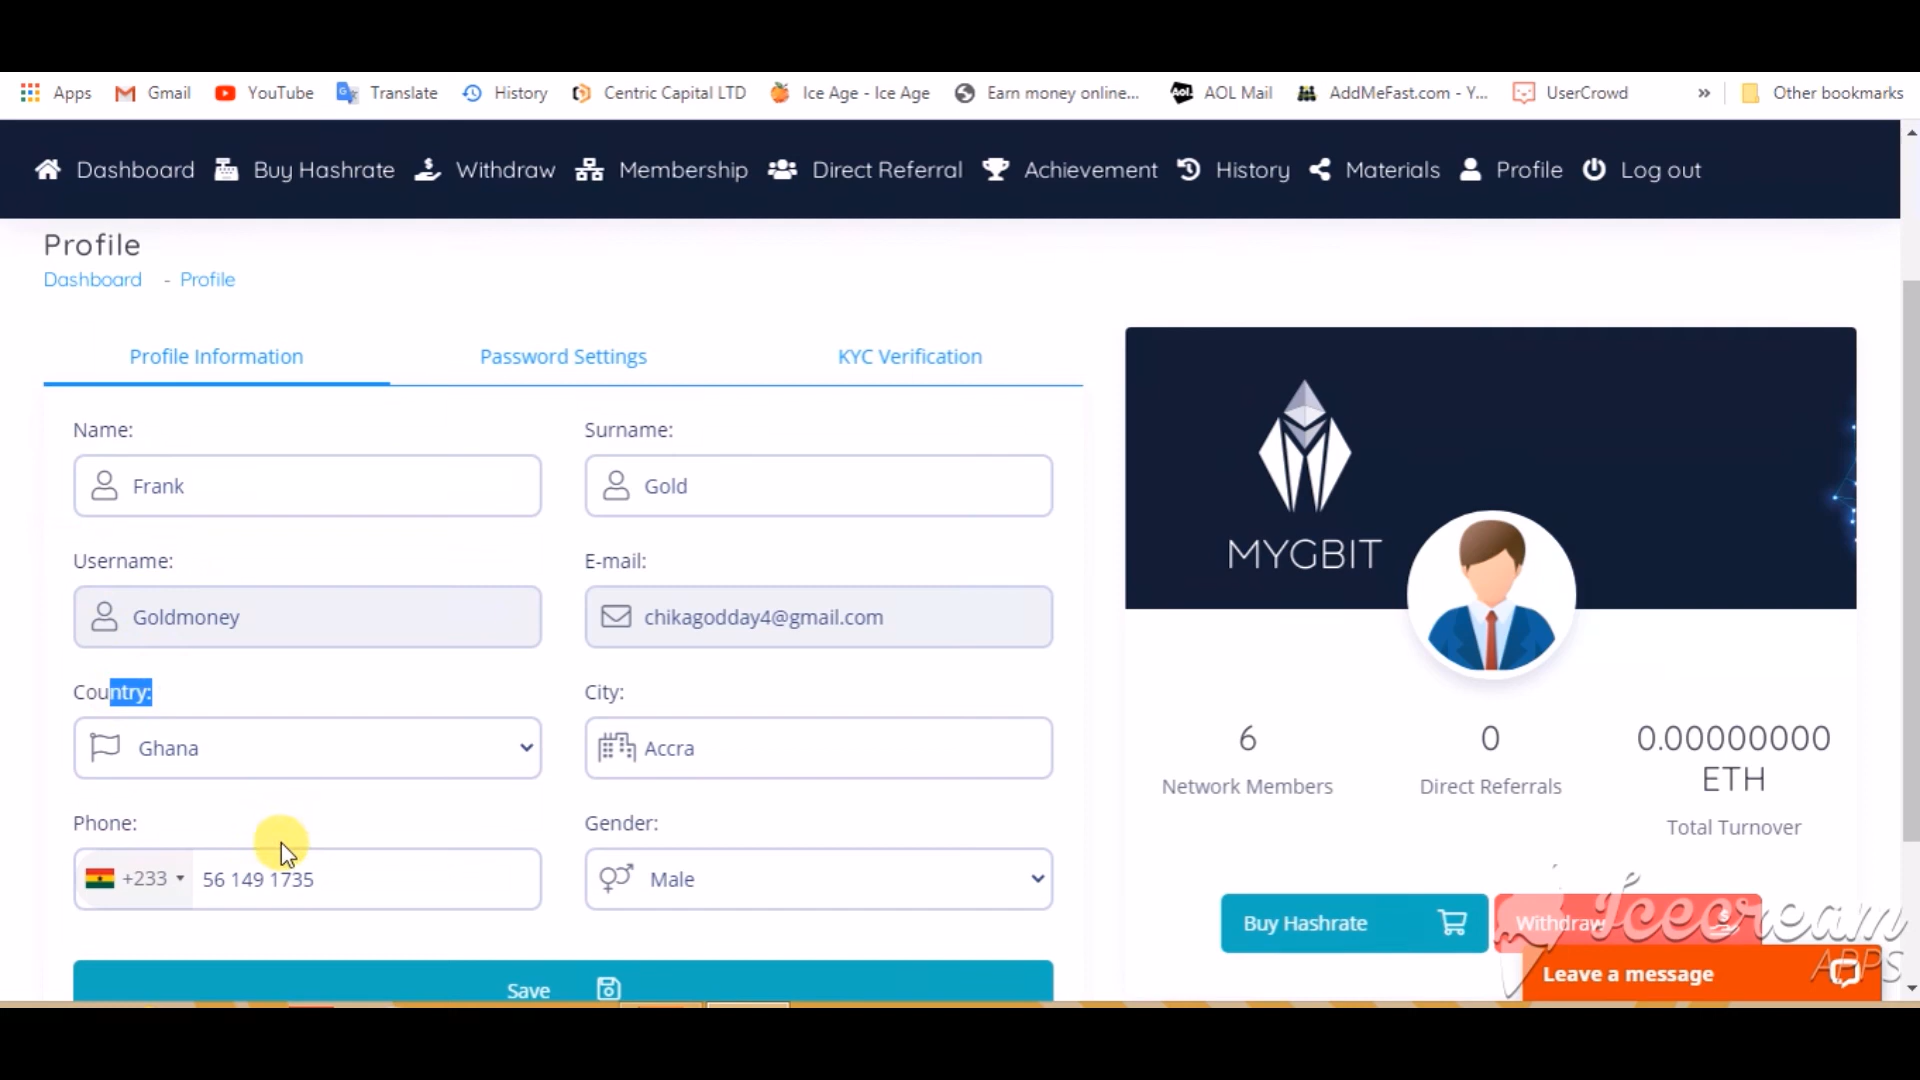 Apps Gmail YouTube Translate History Centric Capital LTD Ice Age - Ice Age Earn money online... AOL Mail AddMeFast.com - Y... UserCrowd » Other bookmarks
Dashboard Buy Hashrate Withdraw Membership Direct Referral Achievement History Materials Profile Log out
Profile
Dashboard - Profile
Profile Information Password Settings KYC Verification
Name: Surname:
Frank Gold
Username: E-mail:
Goldmoney chikagodday4@gmail.com
Country: City:
Ghana Accra
Phone: Gender:
+233 56 149 1735 Male
Save
MYGBIT
6 0 0.00000000
ETH
Network Members Direct Referrals
Total Turnover
Buy Hashrate Withdraw
Icecream
APPS
Leave a message